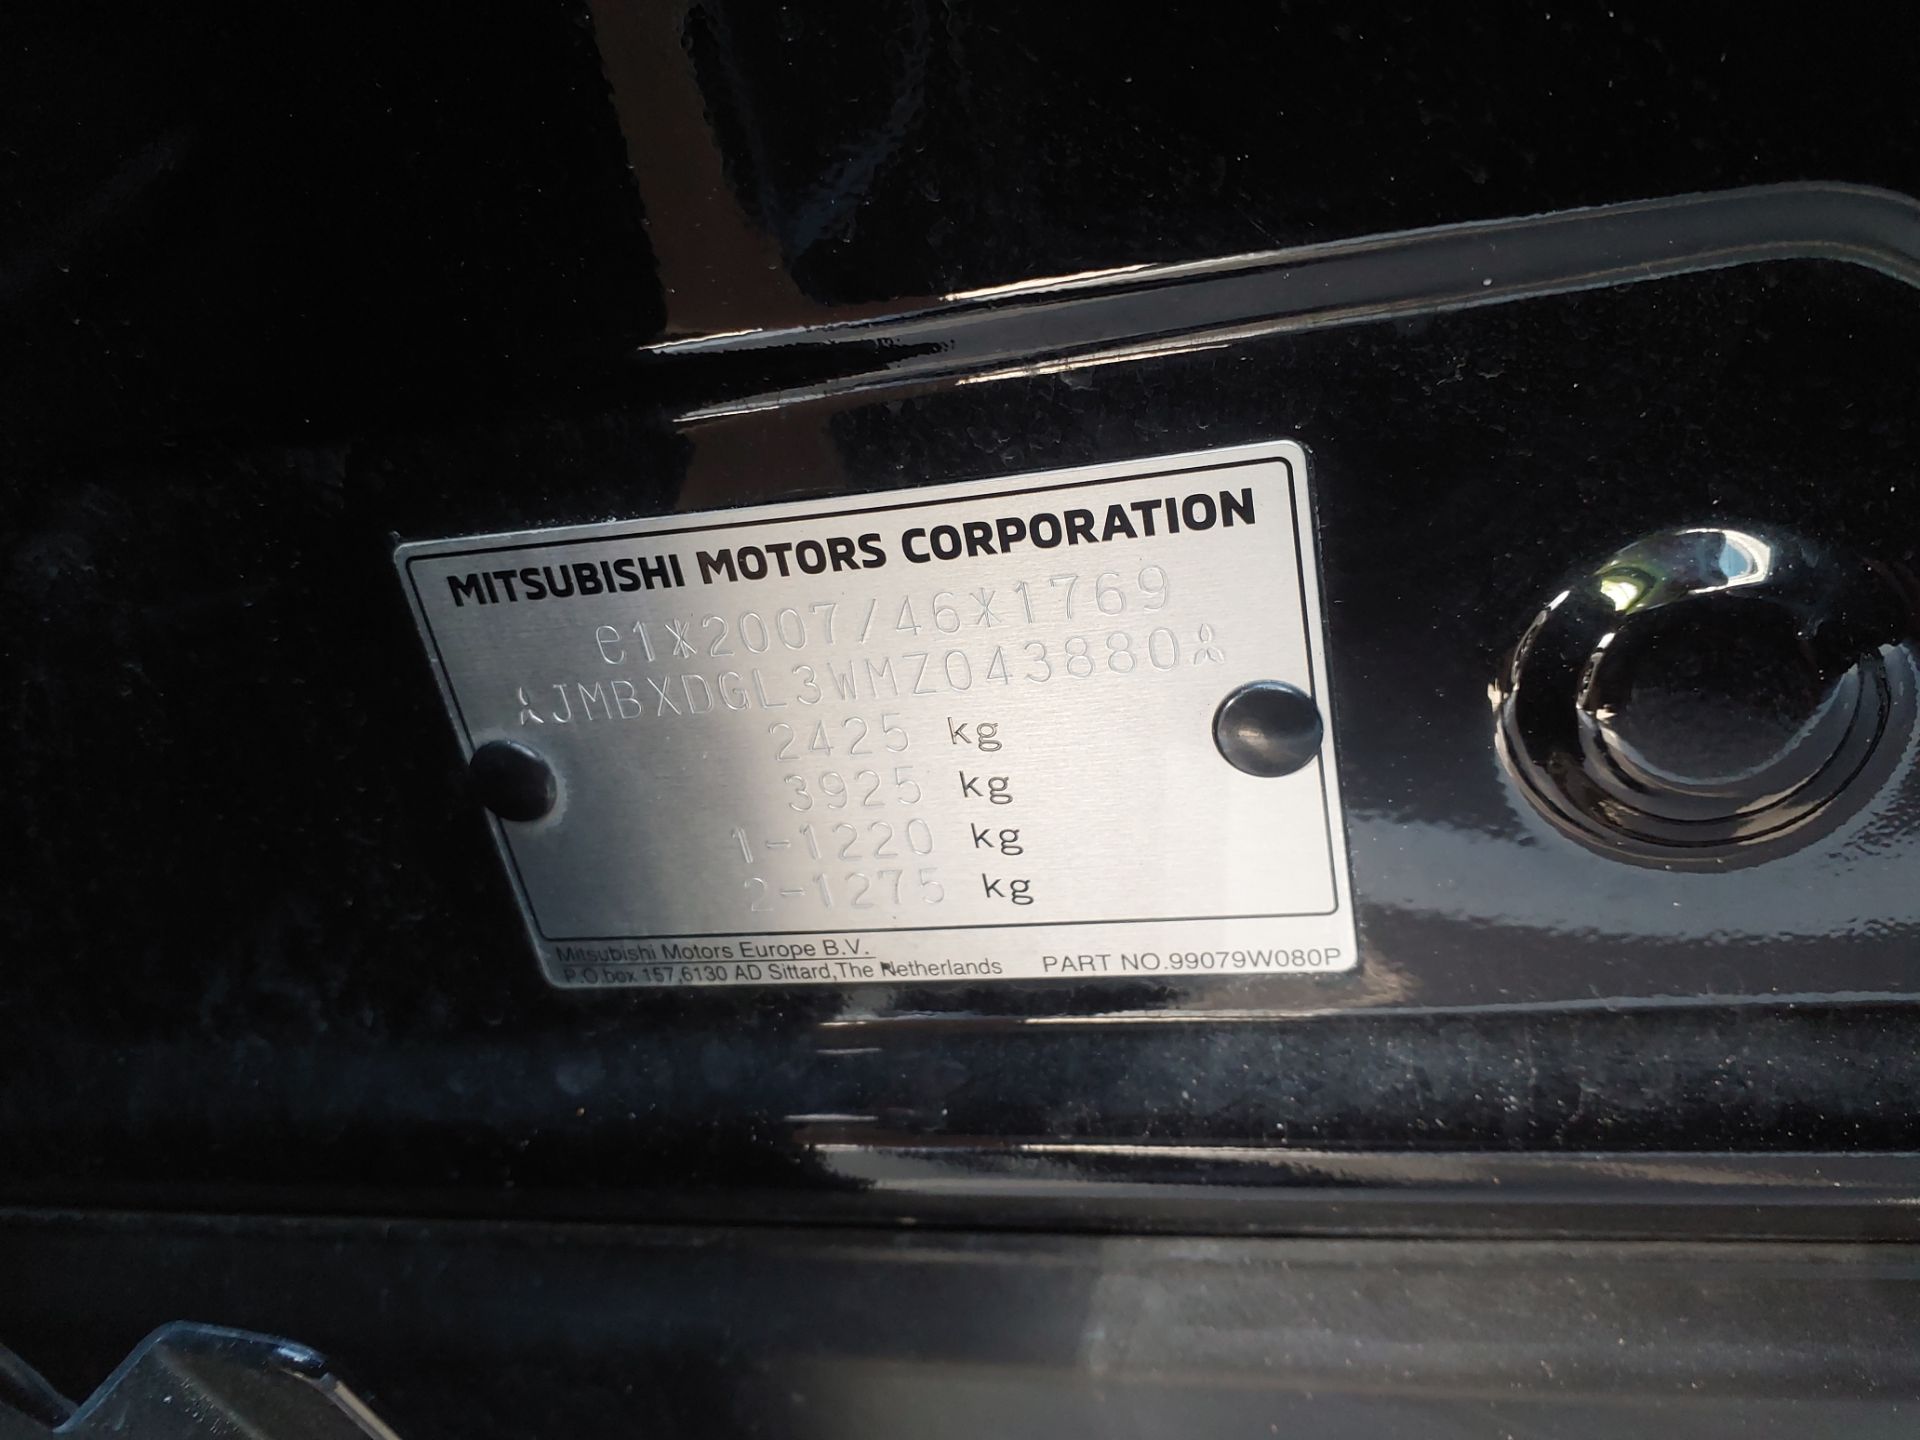 MITSUBISHI MOTORS CORPORATION
e1*2007/46*1769
JMBXDGL3WMZ043880
2425 kg
3925 kg
1-1220 kg
2-1275 kg
Mitsubishi Motors Europe B.V.
P.O.box 157,6130 AD Sittard,The Netherlands PART NO.99079W080P